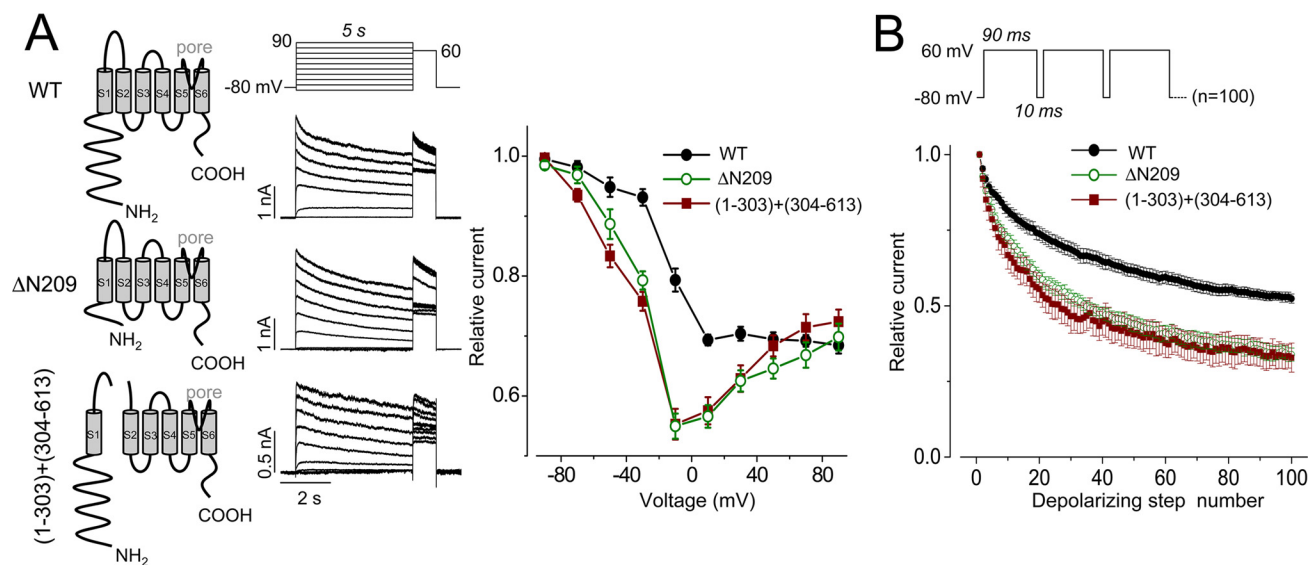 A
WT
pore
S1 S2 S3 S4 S5 S6
COOH
NH2
ΔN209
pore
S1 S2 S3 S4 S5 S6
NH2
COOH
(1-303)+(304-613)
pore
S1 S2 S3 S4 S5 S6
COOH
NH2
5 s
90
60
-80 mV
1 nA
1 nA
0.5 nA
2 s
WT
ΔN209
(1-303)+(304-613)
Relative current
1.0
0.8
0.6
-80 -40 0 40 80
Voltage (mV)
B
90 ms
60 mV
-80 mV
10 ms
(n=100)
WT
ΔN209
(1-303)+(304-613)
Relative current
1.0
0.5
0.0
0 20 40 60 80 100
Depolarizing step number